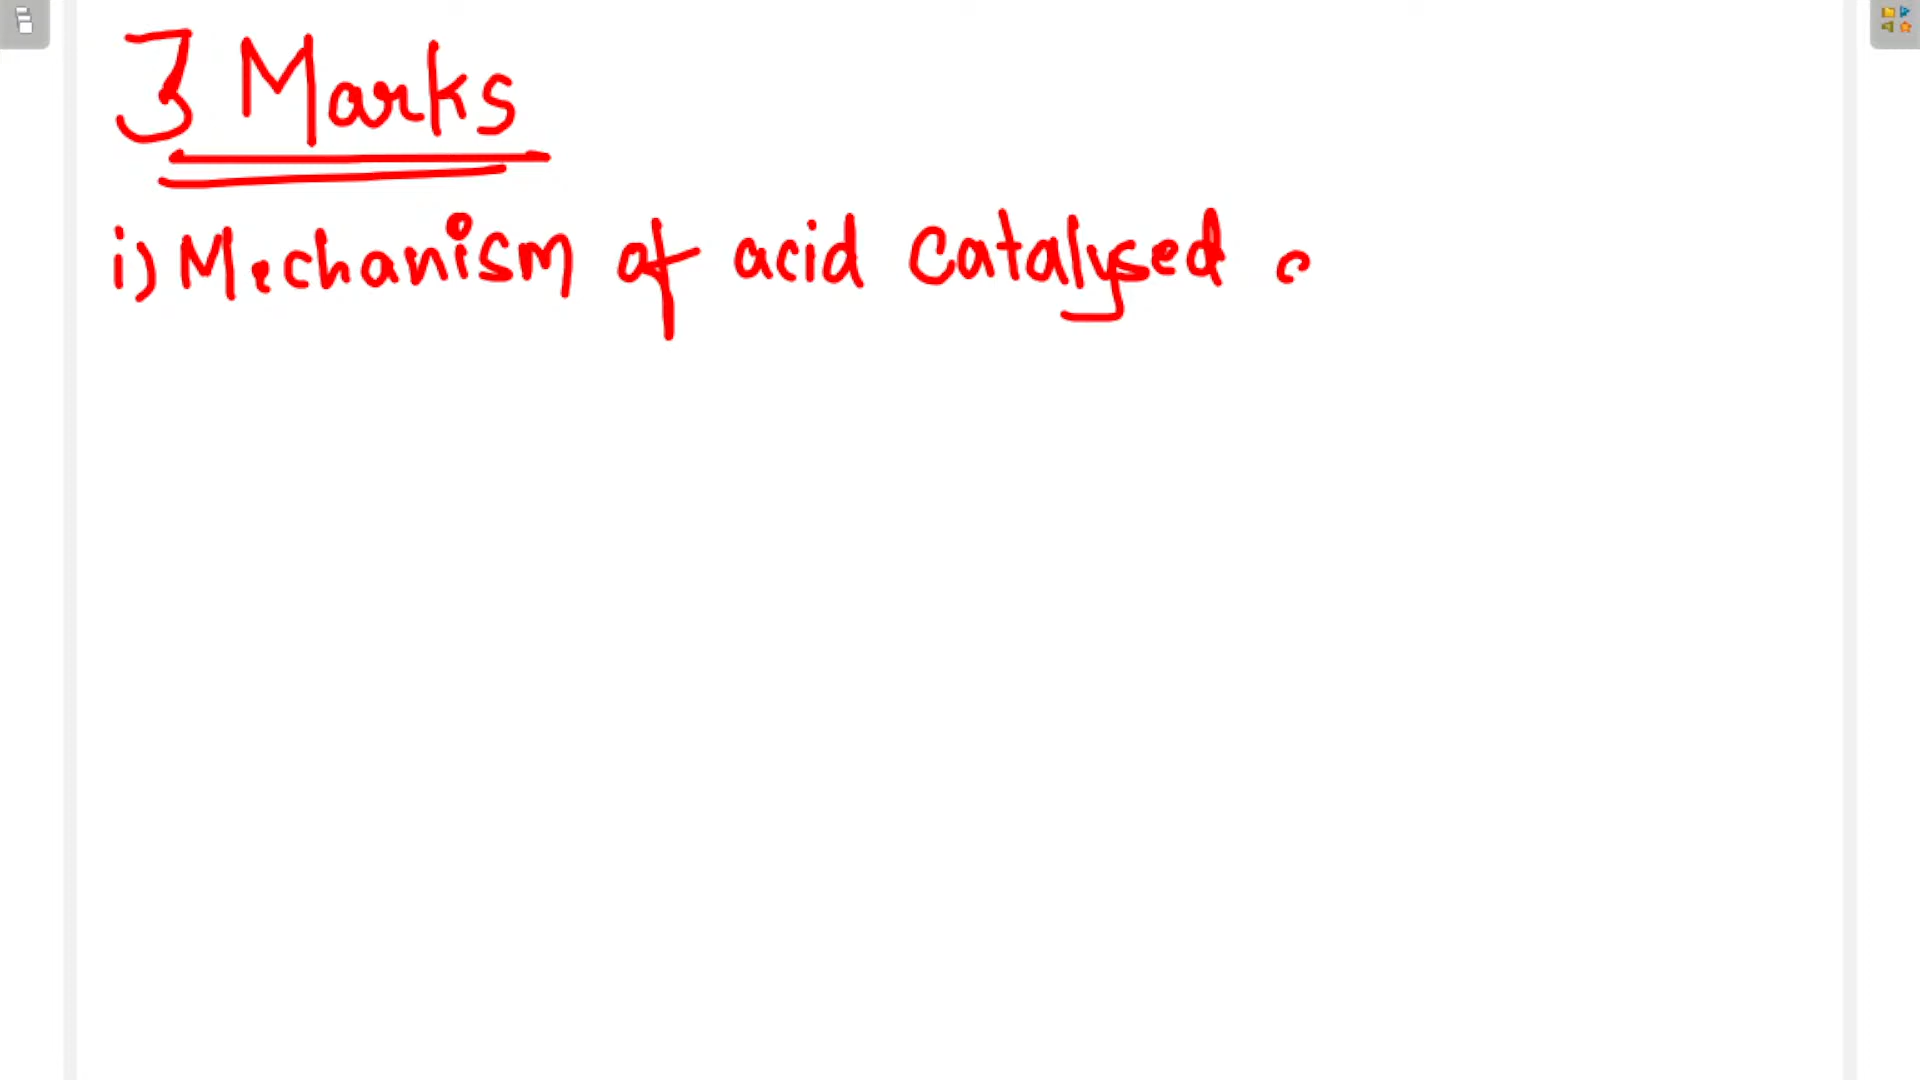 3 Marks
i) Mechanism of acid catalysed